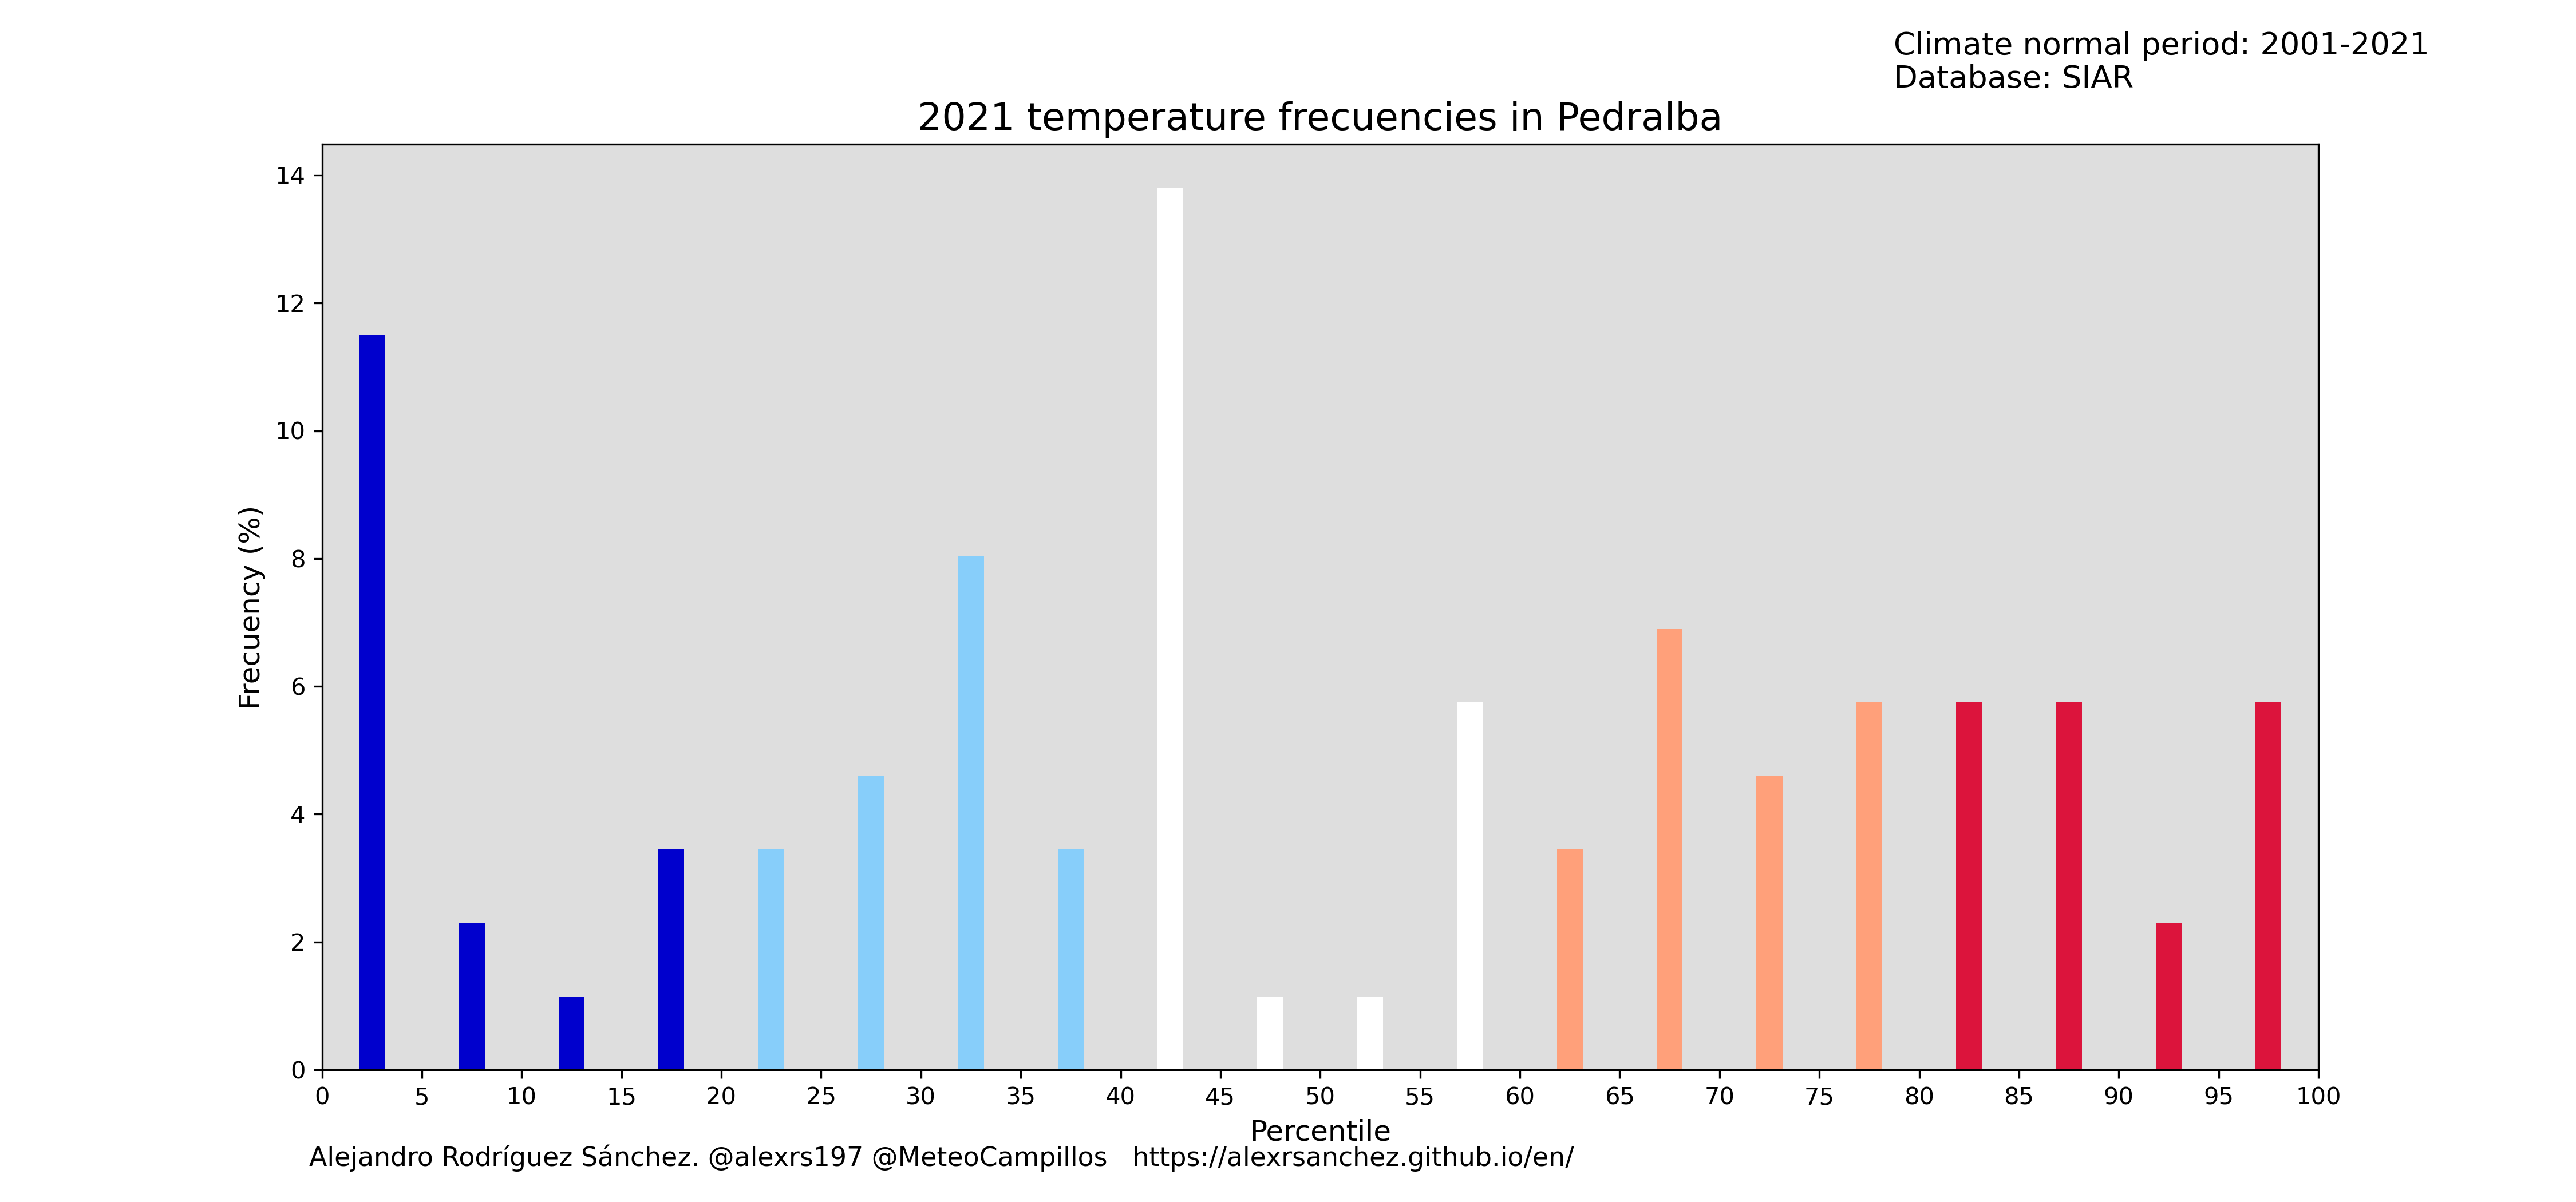 Climate normal period: 2001-2021
Database: SIAR
2021 temperature frecuencies in Pedralba
14
12
10
8
6
4
2
0
Frecuency (%)
0 5 10 15 20 25 30 35 40 45 50 55 60 65 70 75 80 85 90 95 100
Percentile
Alejandro Rodríguez Sánchez. @alexrs197 @MeteoCampillos https://alexrsanchez.github.io/en/